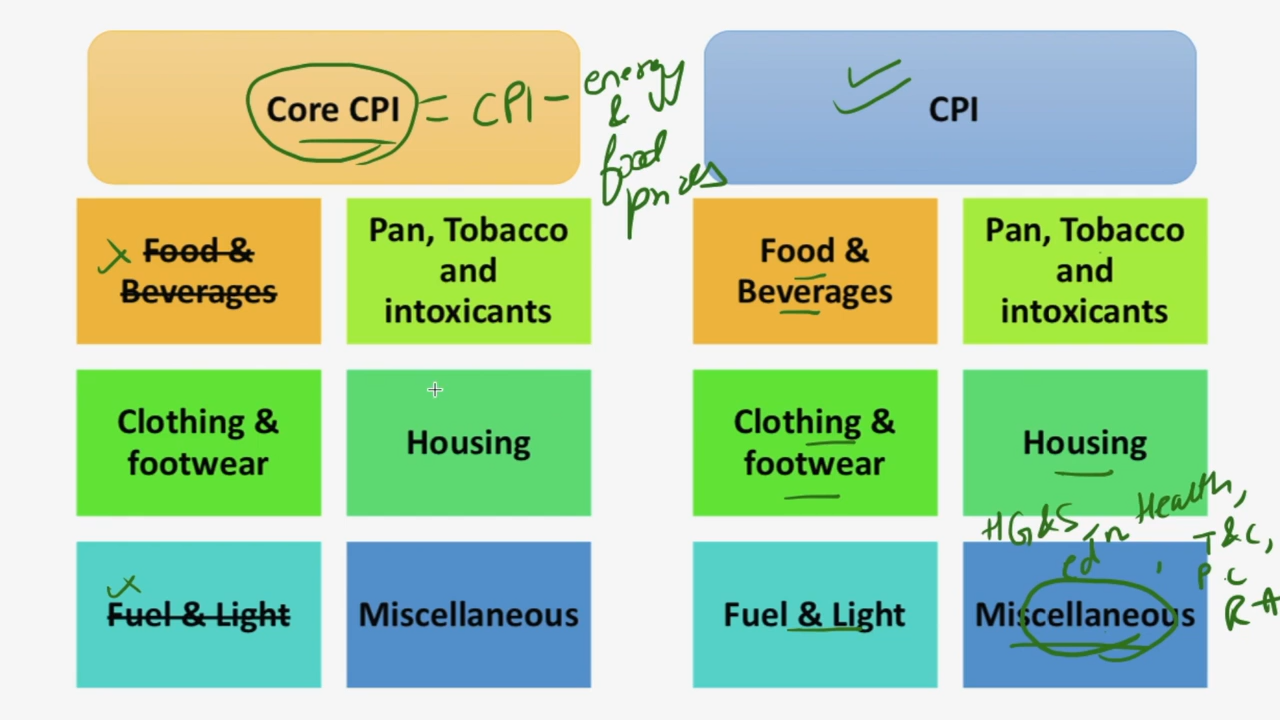 Core CPI
= CPI -
energy
&
food
prices
CPI
Food &
Beverages
Pan, Tobacco
and
intoxicants
Clothing &
footwear
Housing
Fuel & Light
Miscellaneous
Food &
Beverages
Pan, Tobacco
and
intoxicants
Clothing &
footwear
Housing
HG&S
edn
Health,
T&C,
P C
R A
Fuel & Light
Miscellaneous